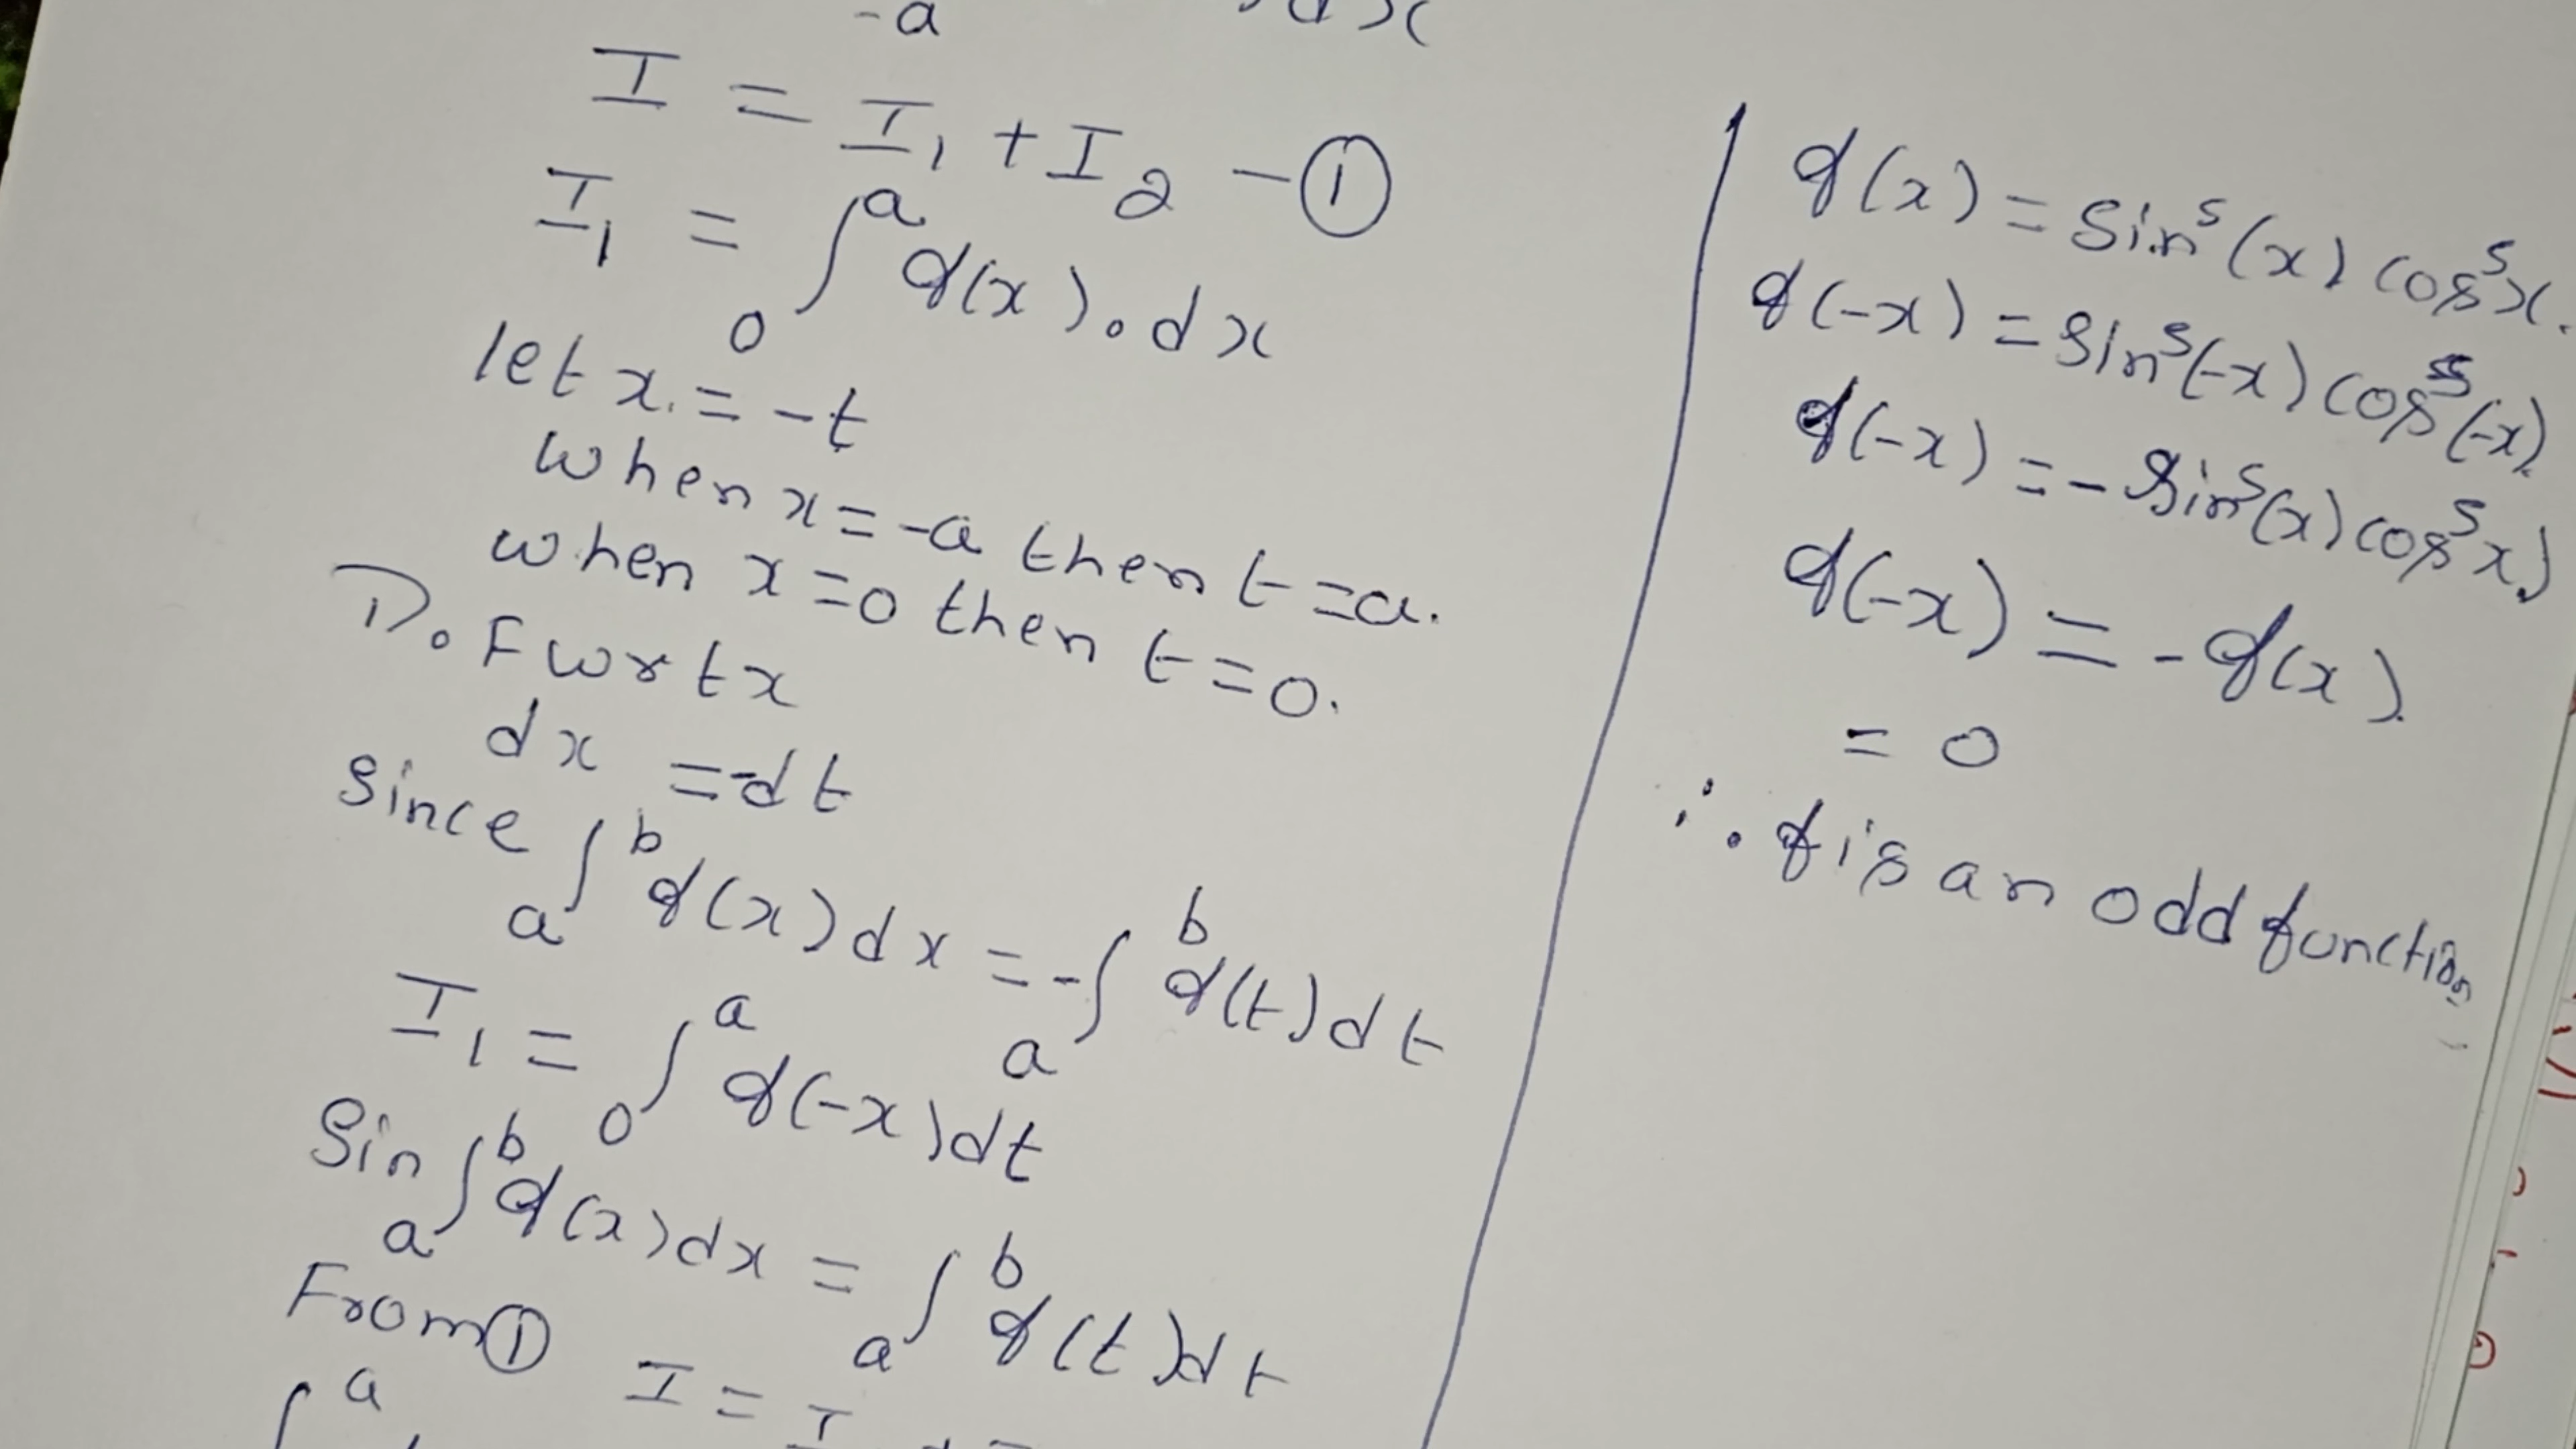 -a dx
I = I₁ + I₂ - ①
I₁ = ∫₀ᵃ f(x).dx
let x = -t
when x = -a then t = a.
when x = 0 then t = 0.
D.F wrt x
dx = -dt
Since ∫ₐᵇ f(x)dx = -∫ₐᵇ f(t)dt
I₁ = ∫₀ᵃ f(-x)dt
Sin ∫ₐᵇ f(x)dx = ∫ₐᵇ f(t)dt
From ① I =
a
f(x) = sin⁵(x) cos⁵x.
f(-x) = sin⁵(-x) cos⁵(-x)
f(-x) = - sin⁵(x) cos⁵x)
f(-x) = -f(x)
= 0
∴ f is an odd function